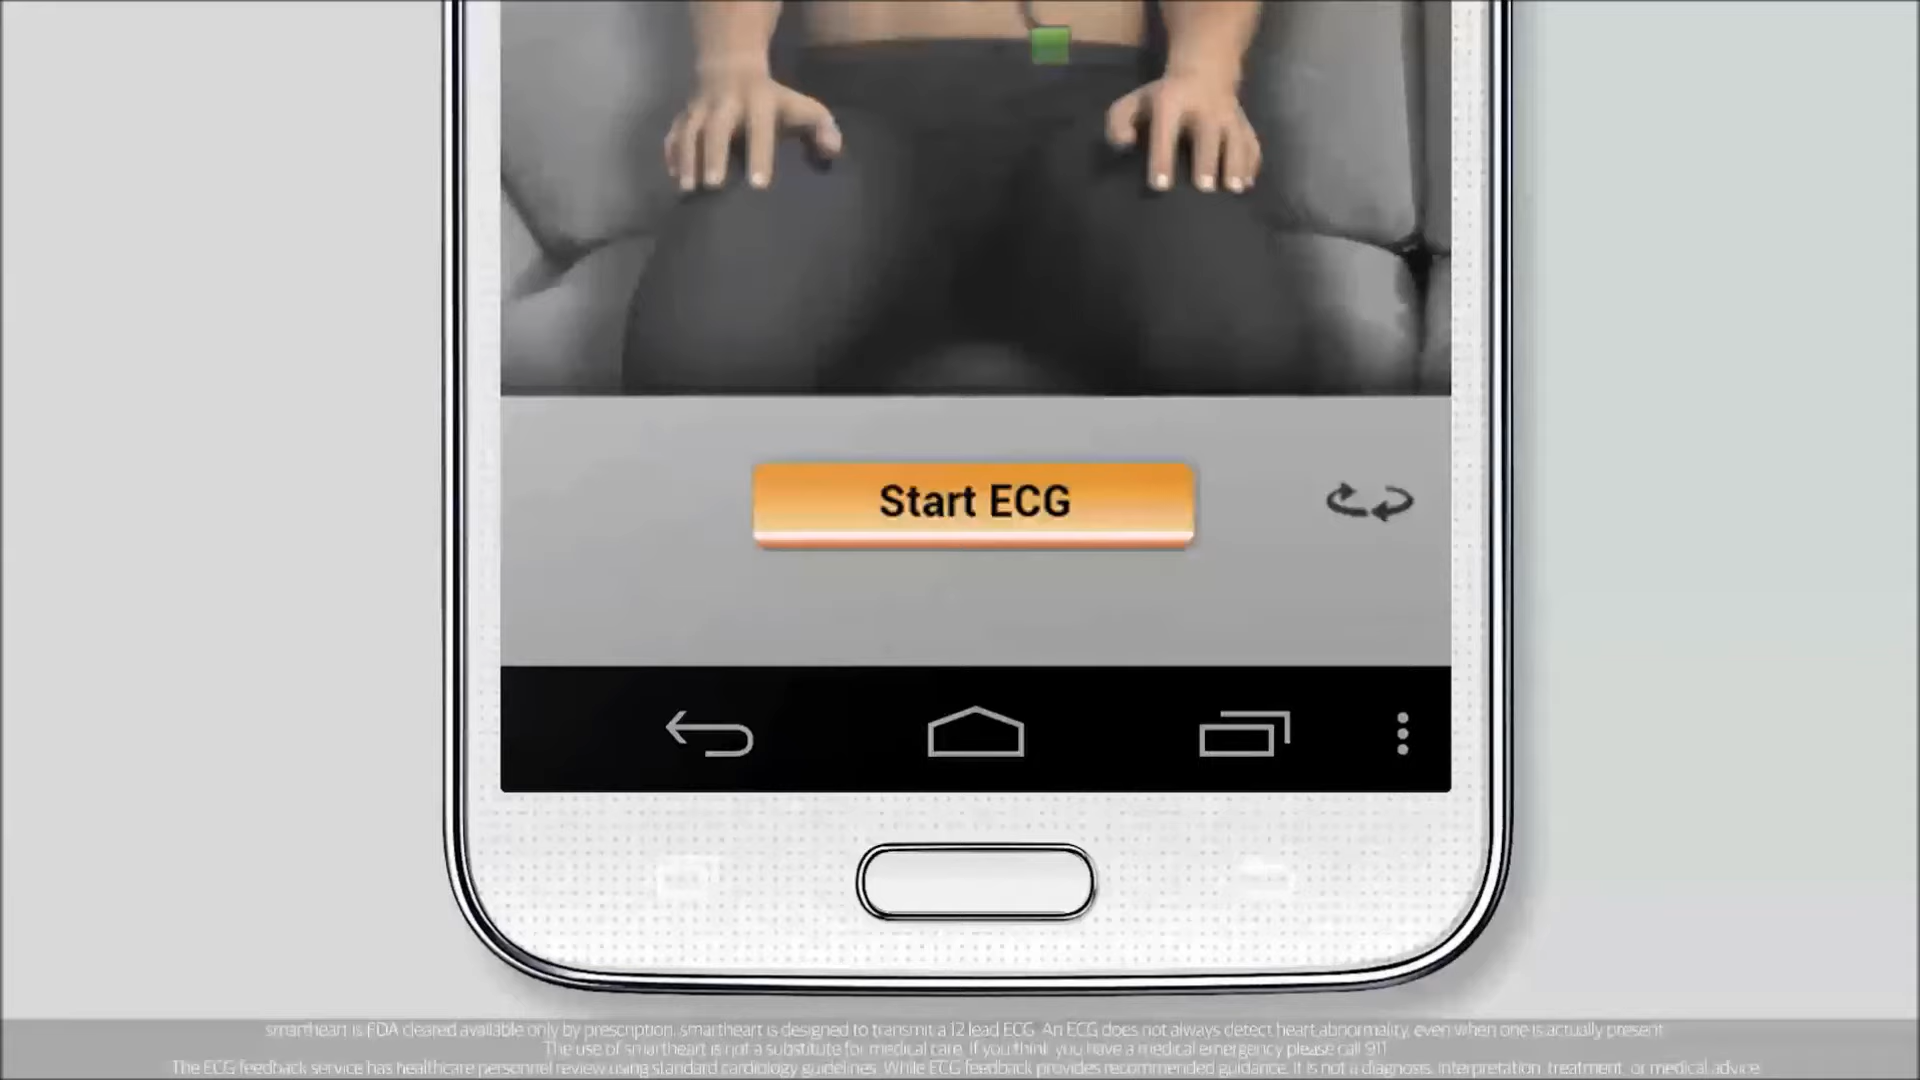 Start ECG
smartheart is FDA cleared available only by prescription. smartheart is designed to transmit a 12 lead ECG. An ECG does not always detect heart abnormality, even when one is actually present
The use of smartheart is not a substitute for medical care. If you think you have a medical emergency please call 911
The ECG feedback service has healthcare personnel review using standard cardiology guidelines. While ECG feedback provides recommended guidance. It is not a diagnosis, interpretation, treatment, or medical advice